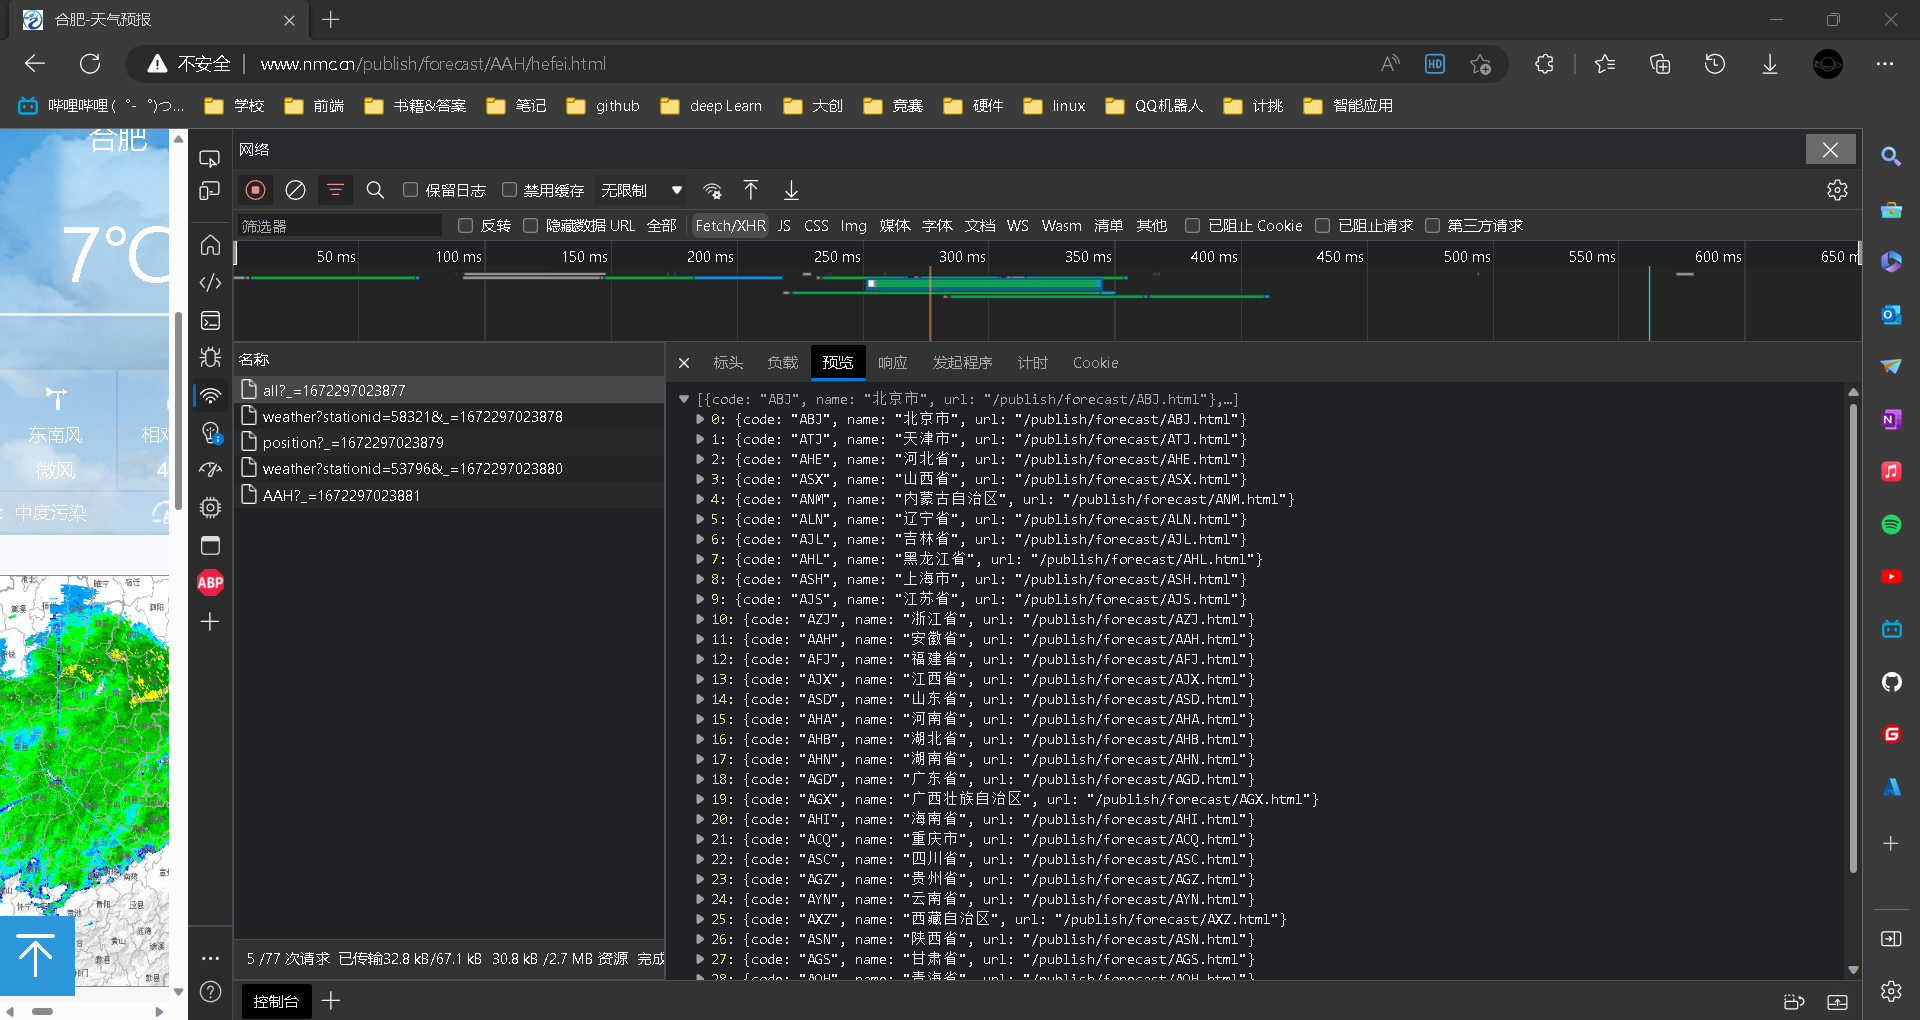 合肥-天气预报
不安全
www.nmc.cn/publish/forecast/AAH/hefei.html
哔哩哔哩 (゜-゜)つ...
学校
前端
书籍&答案
笔记
github
deep Learn
大创
竞赛
硬件
linux
QQ机器人
计挑
智能应用
合肥
7℃
东南风
微风
中度污染
网络
保留日志
禁用缓存
无限制
筛选器
反转
隐藏数据 URL
全部
Fetch/XHR
JS
CSS
Img
媒体
字体
文档
WS
Wasm
清单
其他
已阻止 Cookie
已阻止请求
第三方请求
50 ms
100 ms
150 ms
200 ms
250 ms
300 ms
350 ms
400 ms
450 ms
500 ms
550 ms
600 ms
650 m
名称
all?_=1672297023877
weather?stationid=58321&_=1672297023878
position?_=1672297023879
weather?stationid=53796&_=1672297023880
AAH?_=1672297023881
标头
负载
预览
响应
发起程序
计时
Cookie
[{code: "ABJ", name: "北京市", url: "/publish/forecast/ABJ.html"},…]
0: {code: "ABJ", name: "北京市", url: "/publish/forecast/ABJ.html"}
1: {code: "ATJ", name: "天津市", url: "/publish/forecast/ATJ.html"}
2: {code: "AHE", name: "河北省", url: "/publish/forecast/AHE.html"}
3: {code: "ASX", name: "山西省", url: "/publish/forecast/ASX.html"}
4: {code: "ANM", name: "内蒙古自治区", url: "/publish/forecast/ANM.html"}
5: {code: "ALN", name: "辽宁省", url: "/publish/forecast/ALN.html"}
6: {code: "AJL", name: "吉林省", url: "/publish/forecast/AJL.html"}
7: {code: "AHL", name: "黑龙江省", url: "/publish/forecast/AHL.html"}
8: {code: "ASH", name: "上海市", url: "/publish/forecast/ASH.html"}
9: {code: "AJS", name: "江苏省", url: "/publish/forecast/AJS.html"}
10: {code: "AZJ", name: "浙江省", url: "/publish/forecast/AZJ.html"}
11: {code: "AAH", name: "安徽省", url: "/publish/forecast/AAH.html"}
12: {code: "AFJ", name: "福建省", url: "/publish/forecast/AFJ.html"}
13: {code: "AJX", name: "江西省", url: "/publish/forecast/AJX.html"}
14: {code: "ASD", name: "山东省", url: "/publish/forecast/ASD.html"}
15: {code: "AHA", name: "河南省", url: "/publish/forecast/AHA.html"}
16: {code: "AHB", name: "湖北省", url: "/publish/forecast/AHB.html"}
17: {code: "AHN", name: "湖南省", url: "/publish/forecast/AHN.html"}
18: {code: "AGD", name: "广东省", url: "/publish/forecast/AGD.html"}
19: {code: "AGX", name: "广西壮族自治区", url: "/publish/forecast/AGX.html"}
20: {code: "AHI", name: "海南省", url: "/publish/forecast/AHI.html"}
21: {code: "ACQ", name: "重庆市", url: "/publish/forecast/ACQ.html"}
22: {code: "ASC", name: "四川省", url: "/publish/forecast/ASC.html"}
23: {code: "AGZ", name: "贵州省", url: "/publish/forecast/AGZ.html"}
24: {code: "AYN", name: "云南省", url: "/publish/forecast/AYN.html"}
25: {code: "AXZ", name: "西藏自治区", url: "/publish/forecast/AXZ.html"}
26: {code: "ASN", name: "陕西省", url: "/publish/forecast/ASN.html"}
27: {code: "AGS", name: "甘肃省", url: "/publish/forecast/AGS.html"}
28: {code: "AQH", name: "青海省", url: "/publish/forecast/AQH.html"}
5 /77 次请求 已传输32.8 kB/67.1 kB 30.8 kB /2.7 MB 资源 完成
控制台
ABP
HD